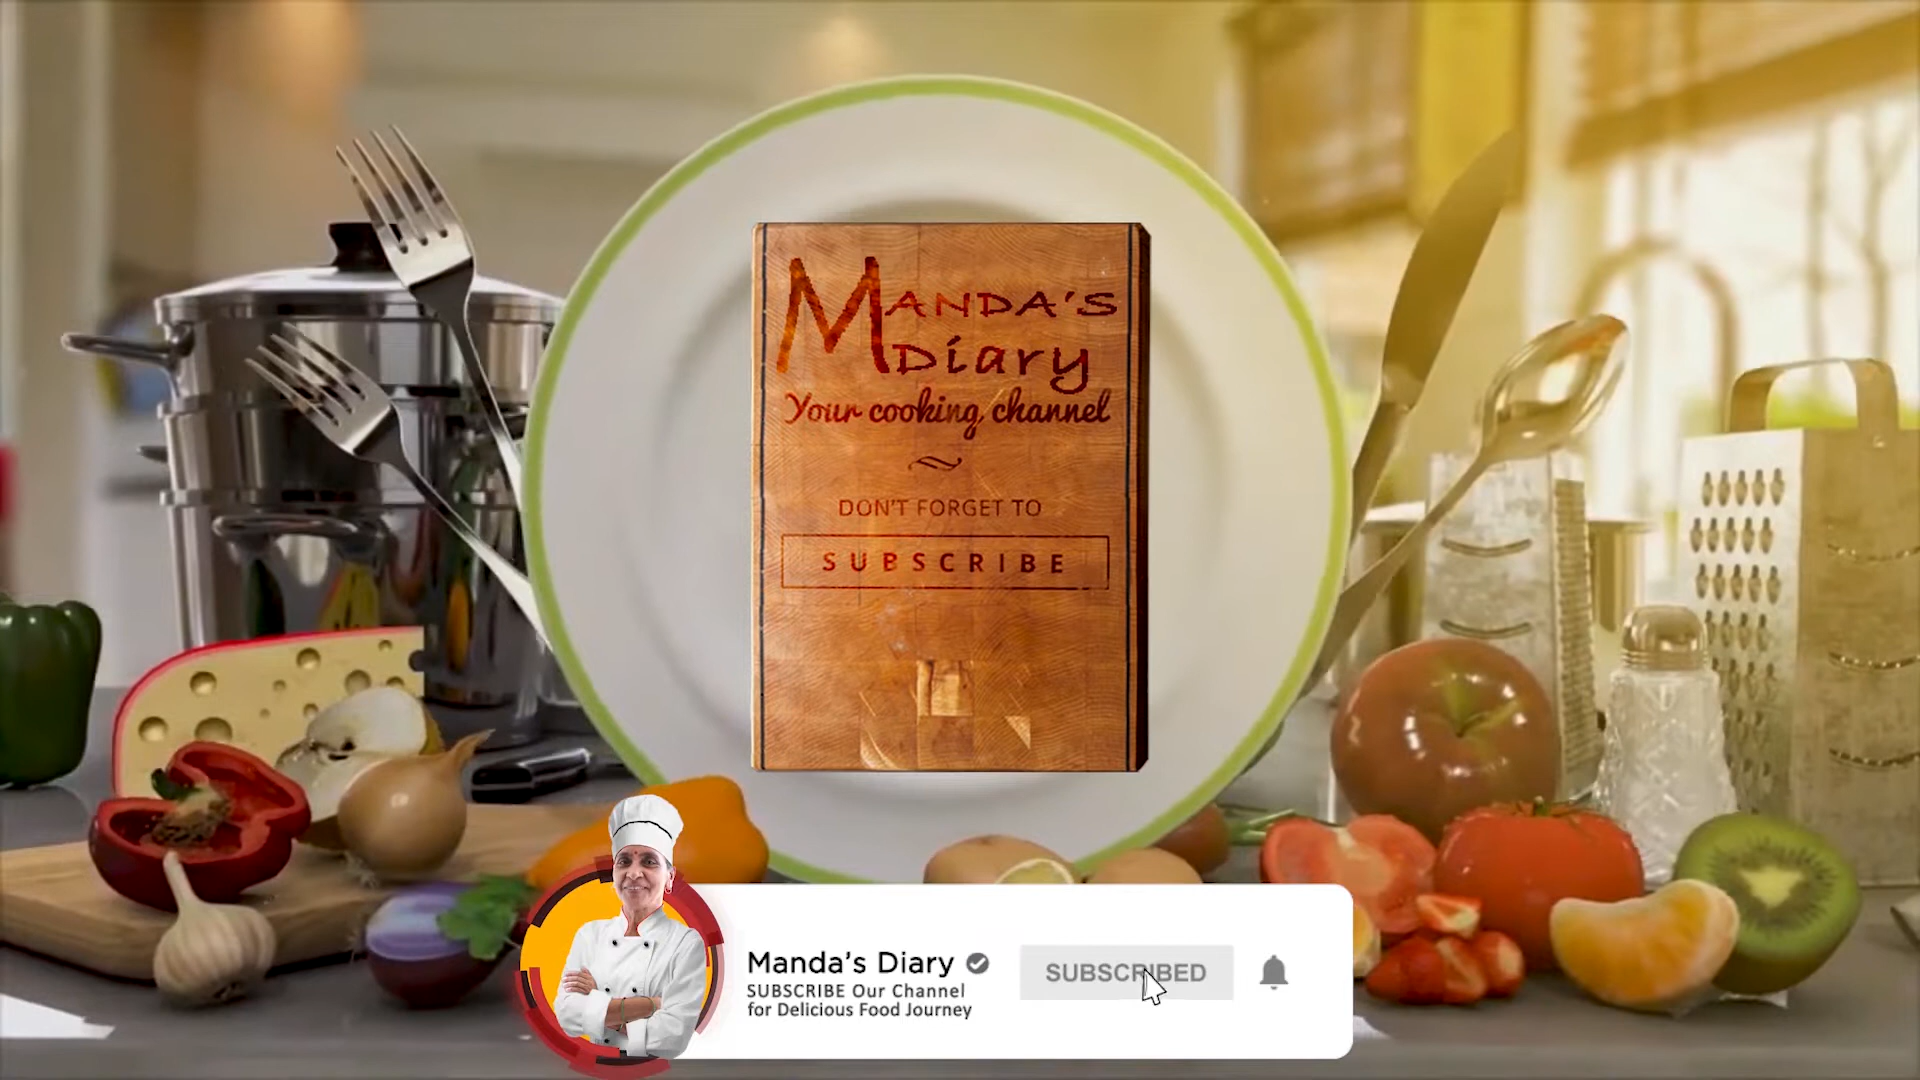 MANDA'S
Diary
Your cooking channel
DON'T FORGET TO
SUBSCRIBE
Manda's Diary
SUBSCRIBE Our Channel
for Delicious Food Journey
SUBSCRIBED